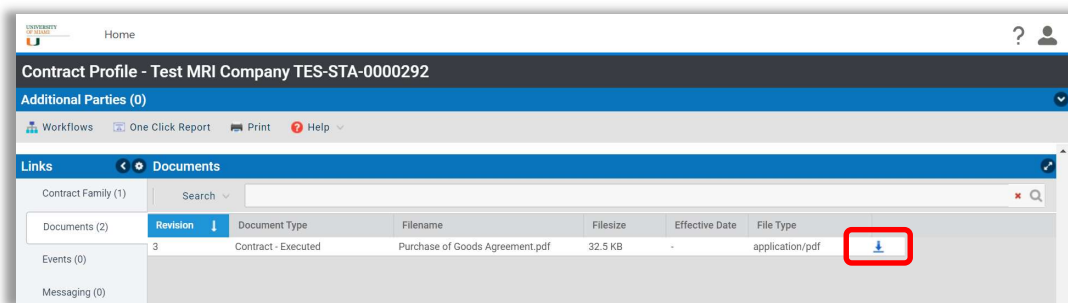 UNIVERSITY
OF MIAMI
Home
?
Contract Profile - Test MRI Company TES-STA-0000292
Additional Parties (0)
Workflows One Click Report Print ? Help
Links Documents
Contract Family (1)
Search
Documents (2)
Revision Document Type Filename Filesize Effective Date File Type
3 Contract - Executed Purchase of Goods Agreement.pdf 32.5 KB - application/pdf
Events (0)
Messaging (0)